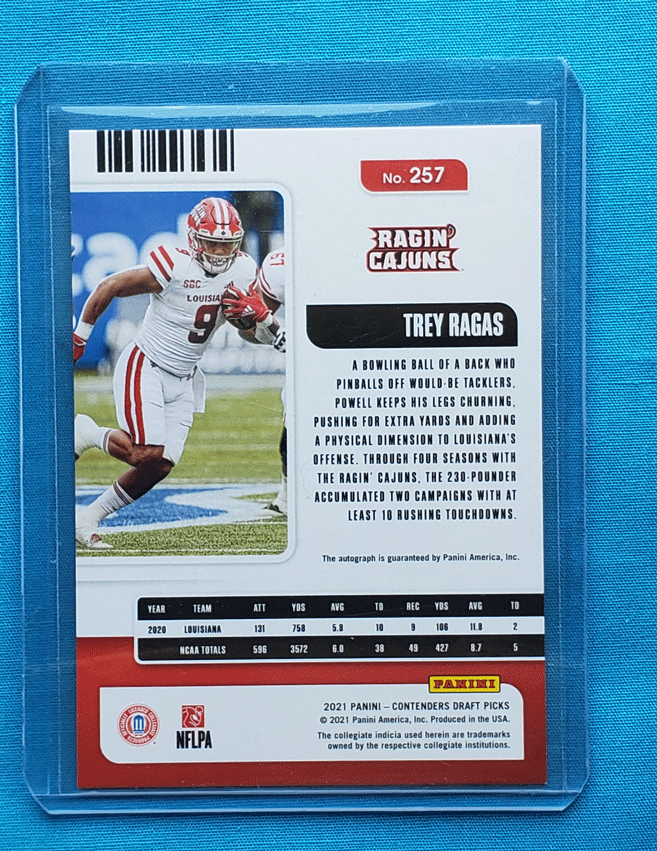 No. 257
RAGIN'
CAJUNS
TREY RAGAS
A BOWLING BALL OF A BACK WHO
PINBALLS OFF WOULD-BE TACKLERS,
POWELL KEEPS HIS LEGS CHURNING,
PUSHING FOR EXTRA YARDS AND ADDING
A PHYSICAL DIMENSION TO LOUISIANA'S
OFFENSE. THROUGH FOUR SEASONS WITH
THE RAGIN' CAJUNS, THE 230-POUNDER
ACCUMULATED TWO CAMPAIGNS WITH AT
LEAST 10 RUSHING TOUCHDOWNS.
The autograph is guaranteed by Panini America, Inc.
SBC
LOUISIAN
9
67
YEAR TEAM ATT YDS AVG TD REC YDS AVG TD
2020 LOUISIANA 131 758 5.8 10 9 106 11.8 2
NCAA TOTALS 596 3572 6.0 38 49 427 8.7 5
PANINI
2021 PANINI – CONTENDERS DRAFT PICKS
© 2021 Panini America, Inc. Produced in the USA.
The collegiate indicia used herein are trademarks
owned by the respective collegiate institutions.
NFLPA